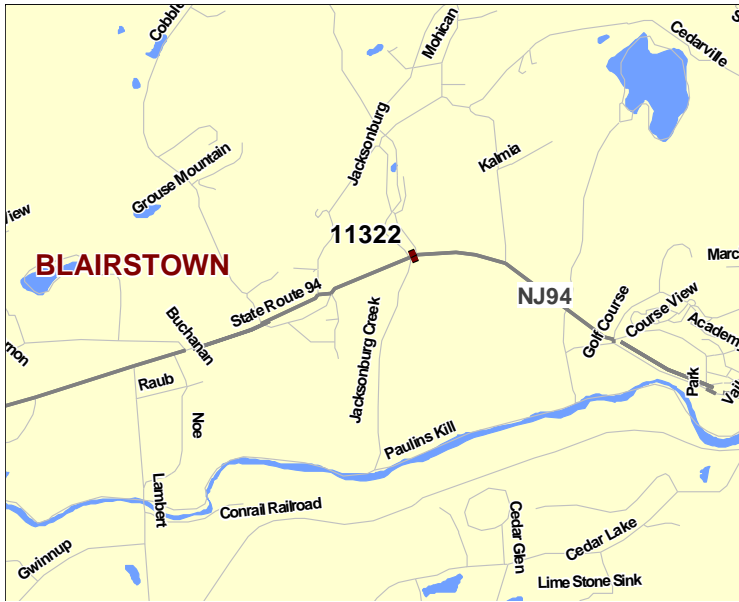 Cobble
Mohican
Cedarville
S
Jacksonburg
Kalmia
Grouse Mountain
View
11322
BLAIRSTOWN
Marc
NJ94
State Route 94
Buchanan
Golf Course
Course View
Academy
non
Jacksonburg Creek
Raub
Park
Vail
Noe
Paulins Kill
Lambert
Conrail Railroad
Cedar Glen
Cedar Lake
Gwinnup
Lime Stone Sink